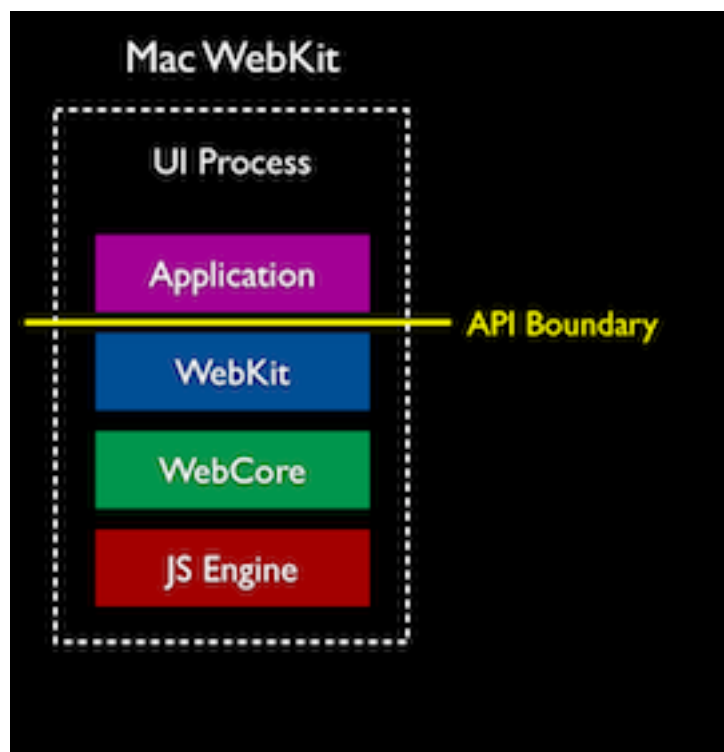 Mac WebKit
UI Process
Application
API Boundary
WebKit
WebCore
JS Engine